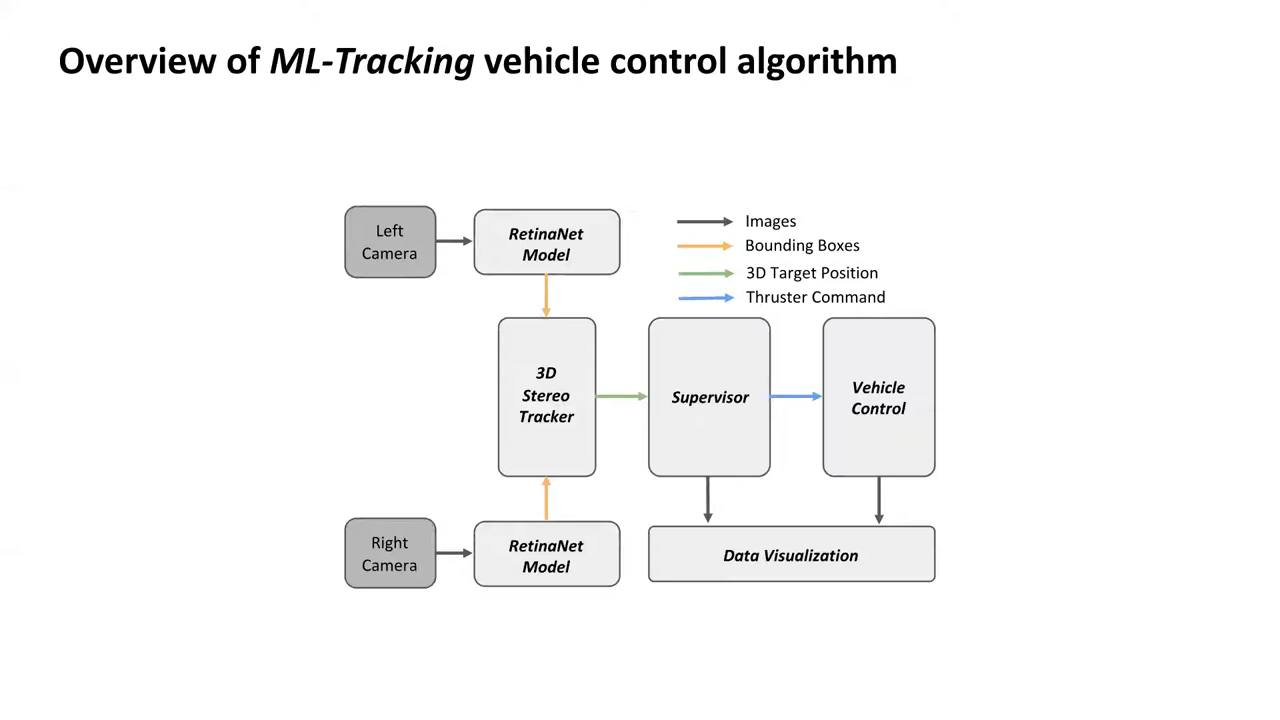 Overview of ML-Tracking vehicle control algorithm
Left
Camera
RetinaNet
Model
Images
Bounding Boxes
3D Target Position
Thruster Command
3D
Stereo
Tracker
Supervisor
Vehicle
Control
Right
Camera
RetinaNet
Model
Data Visualization